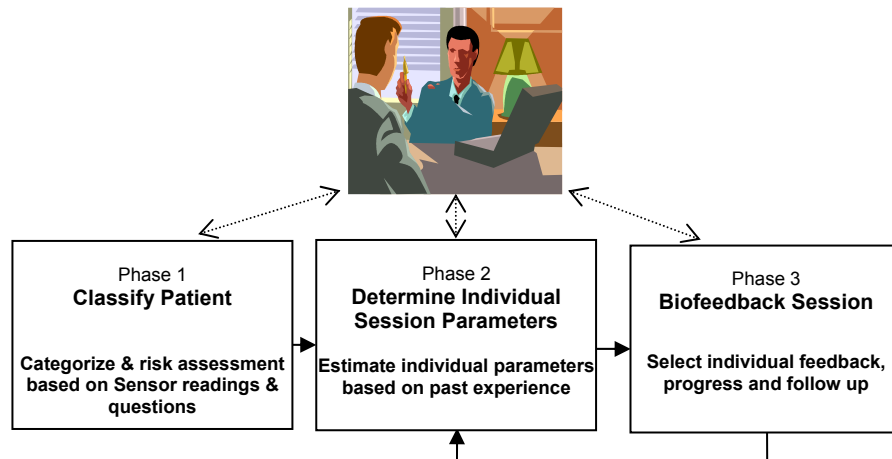 Phase 1
Classify Patient
Categorize & risk assessment
based on Sensor readings &
questions
Phase 2
Determine Individual
Session Parameters
Estimate individual parameters
based on past experience
Phase 3
Biofeedback Session
Select individual feedback,
progress and follow up